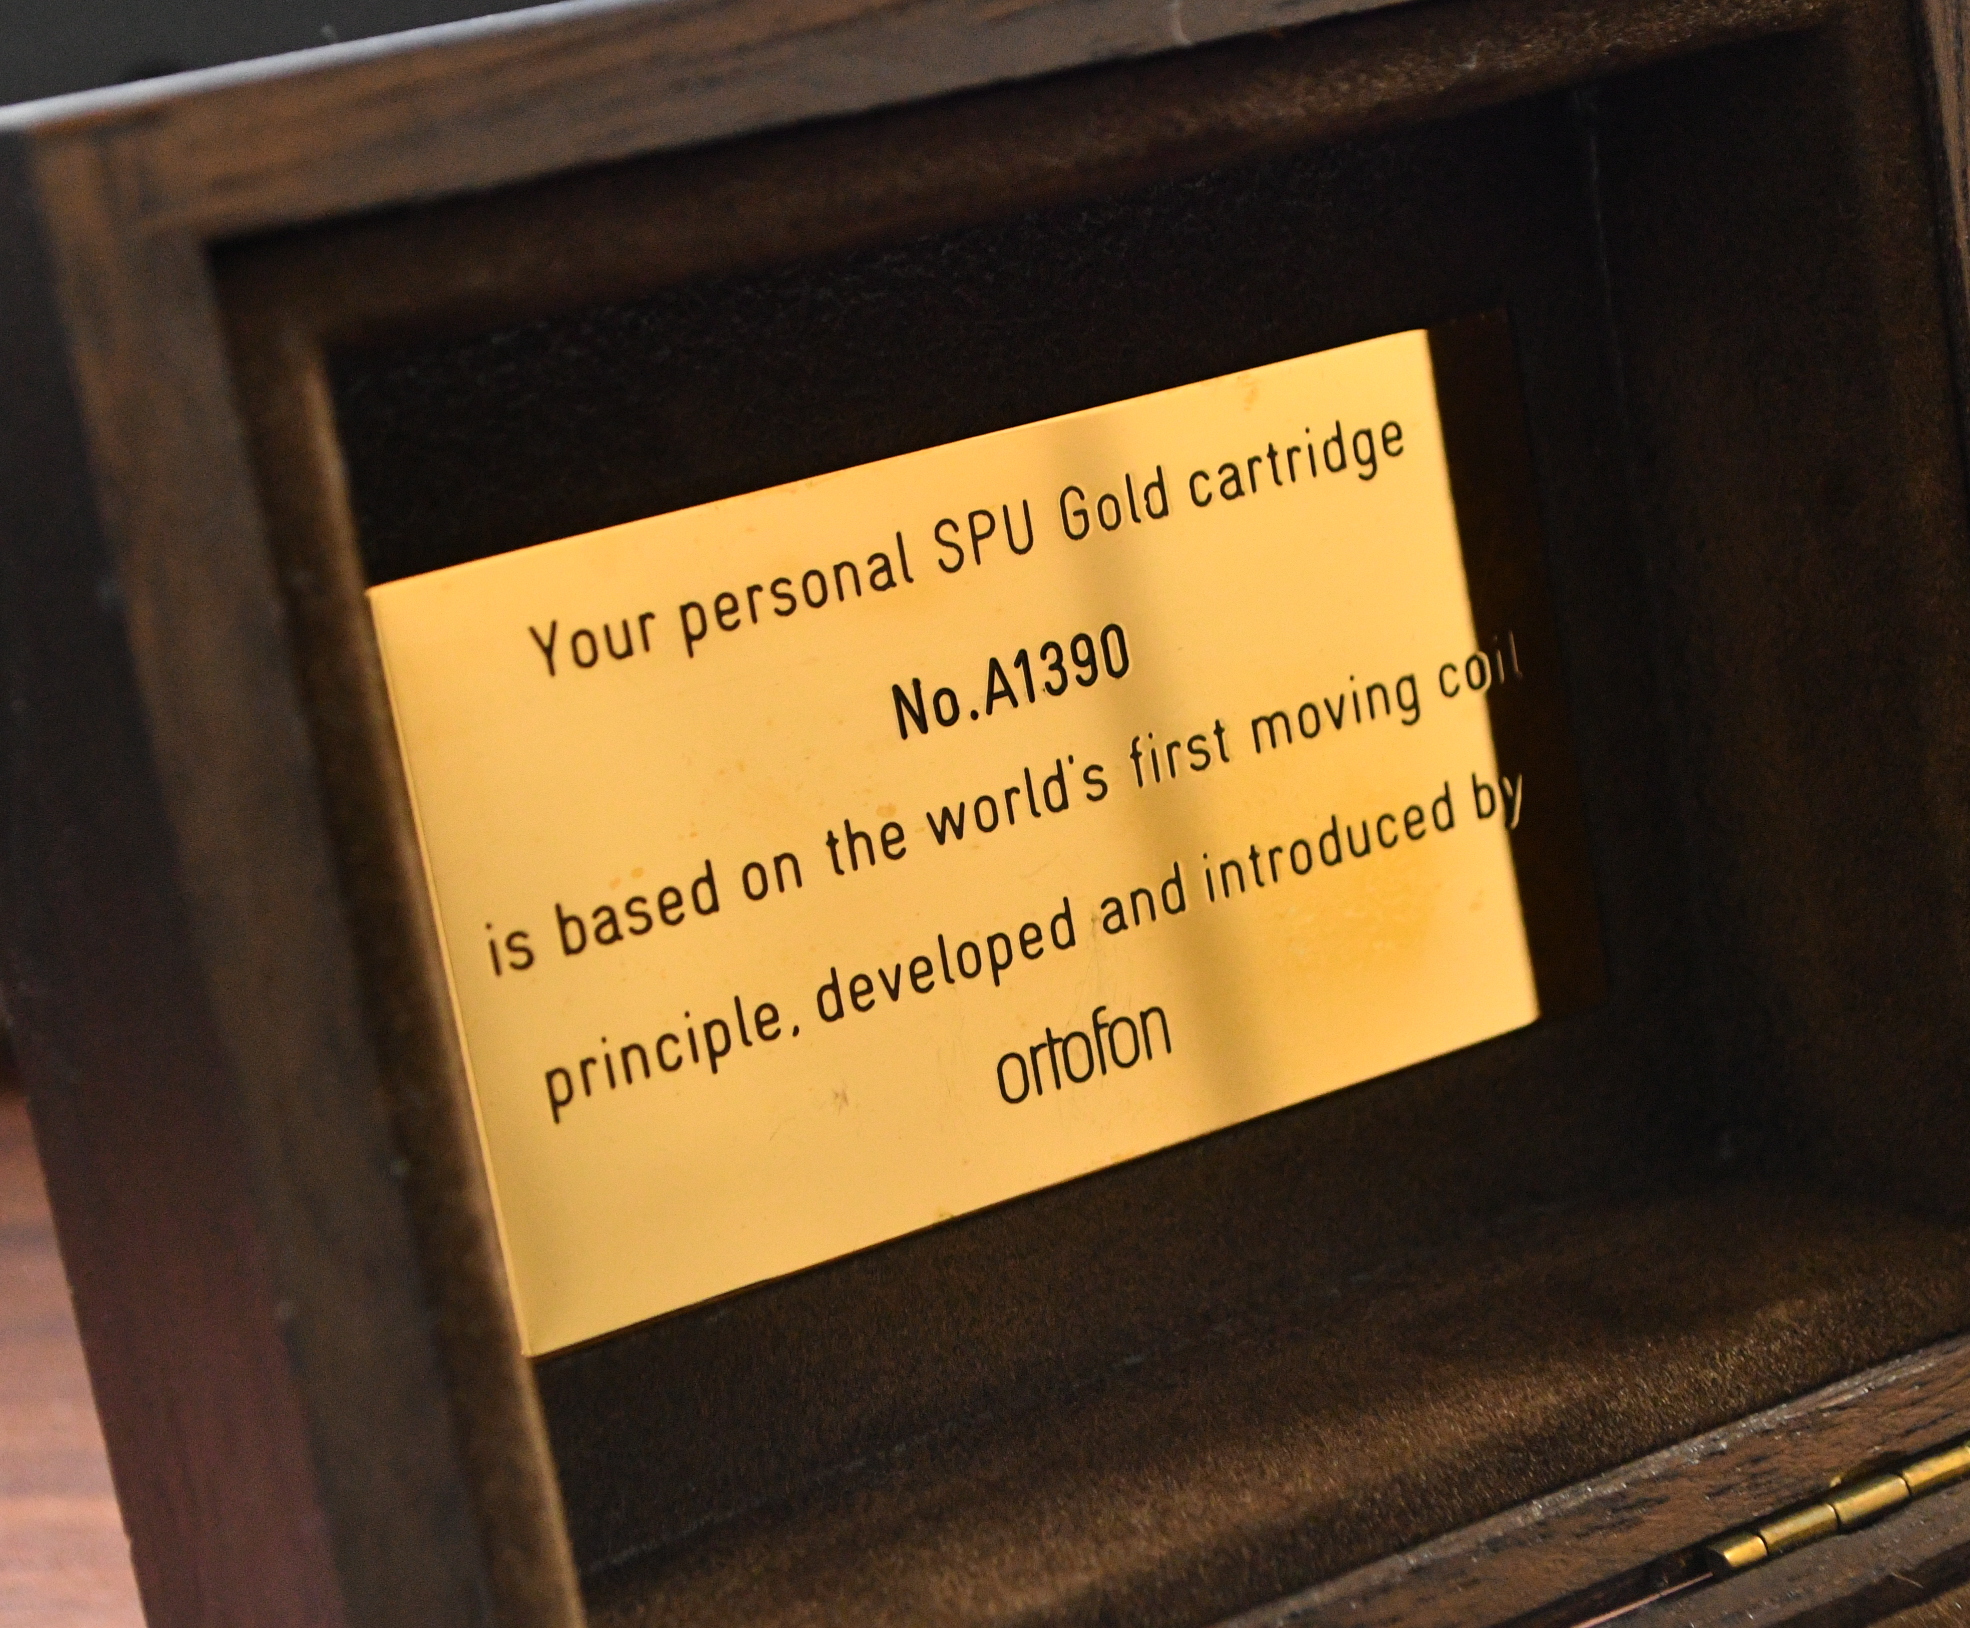 Your personal SPU Gold cartridge
No.A1390
is based on the world's first moving coil
principle, developed and introduced by
ortofon